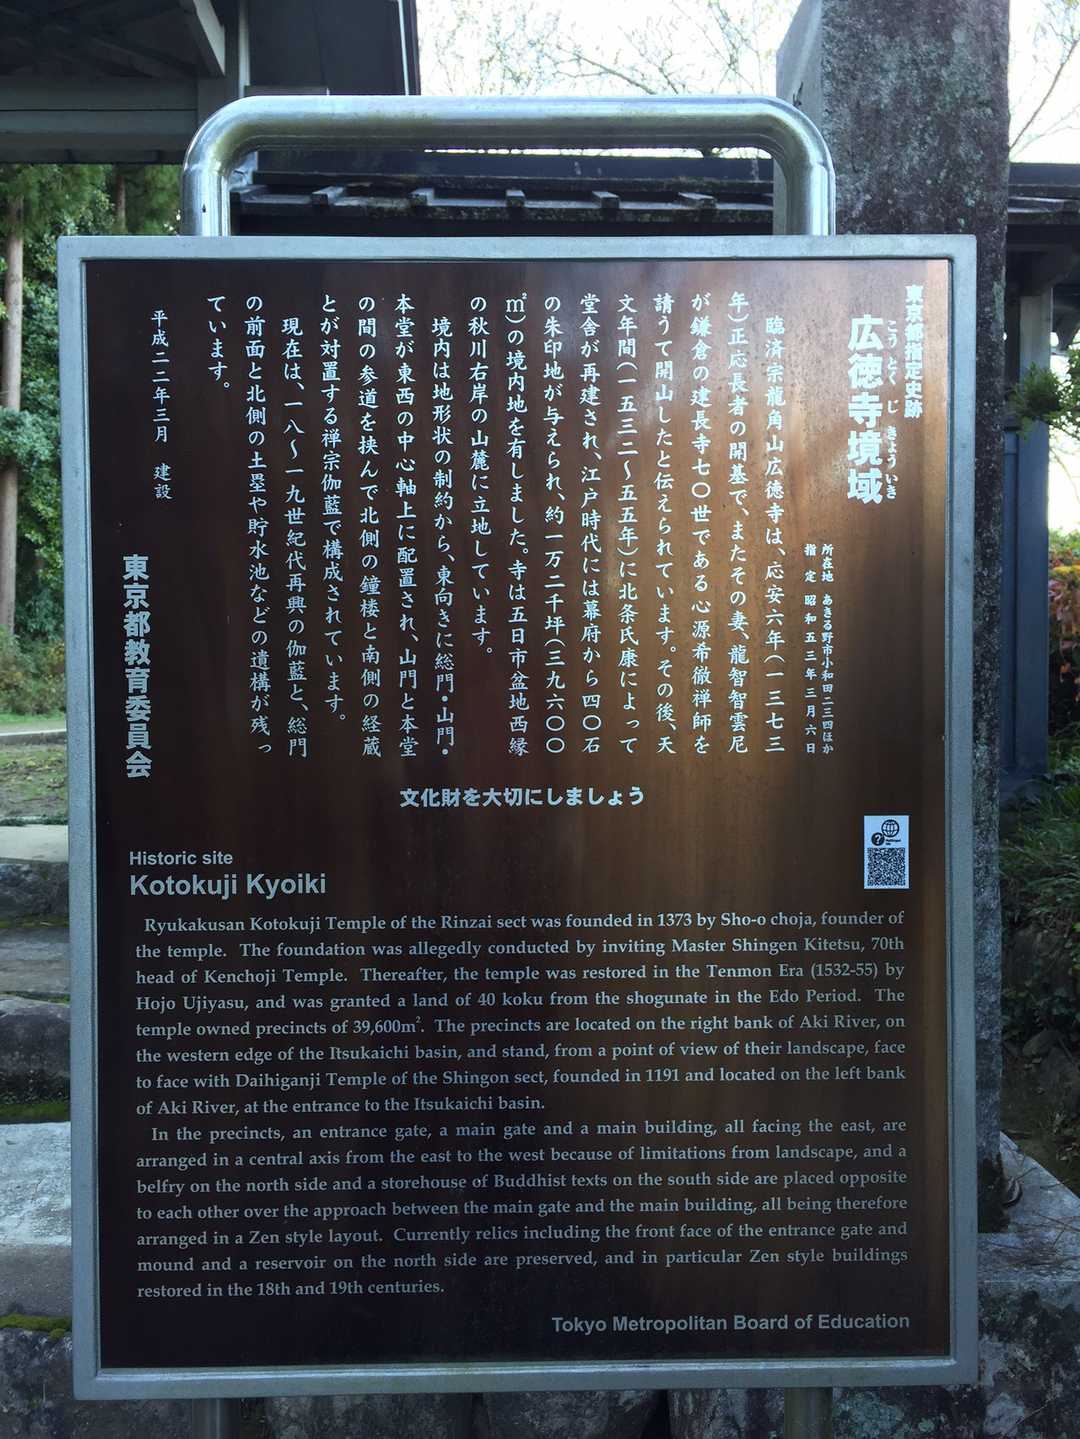 東京都指定史跡
広徳寺境域
こうとくじきょういき
所在地 あきる野市小和田二三四ほか
指定 昭和五三年三月六日
臨済宗龍角山広徳寺は、応安六年（一三七三
年）正応長者の開基で、またその妻、龍智智雲尼
が鎌倉の建長寺七〇世である心源希徹禅師を
請うて開山したと伝えられています。その後、天
文年間（一五三二～五五年）に北条氏康によって
堂舎が再建され、江戸時代には幕府から四〇石
の朱印地が与えられ、約一万二千坪（三九六〇〇
㎡）の境内地を有しました。寺は五日市盆地西縁
の秋川右岸の山麓に立地しています。
境内は地形状の制約から、東向きに総門・山門・
本堂が東西の中心軸上に配置され、山門と本堂
の間の参道を挟んで北側の鐘楼と南側の経蔵
とが対置する禅宗伽藍で構成されています。
現在は、一八～一九世紀代再興の伽藍と、総門
の前面と北側の土塁や貯水池などの遺構が残っ
ています。
平成二二年三月 建設
東京都教育委員会
文化財を大切にしましょう
Historic site
Kotokuji Kyoiki
Ryukakusan Kotokuji Temple of the Rinzai sect was founded in 1373 by Sho-o choja, founder of
the temple. The foundation was allegedly conducted by inviting Master Shingen Kitetsu, 70th
head of Kenchoji Temple. Thereafter, the temple was restored in the Tenmon Era (1532-55) by
Hojo Ujiyasu, and was granted a land of 40 koku from the shogunate in the Edo Period. The
temple owned precincts of 39,600㎡. The precincts are located on the right bank of Aki River, on
the western edge of the Itsukaichi basin, and stand, from a point of view of their landscape, face
to face with Daihiganji Temple of the Shingon sect, founded in 1191 and located on the left bank
of Aki River, at the entrance to the Itsukaichi basin.
In the precincts, an entrance gate, a main gate and a main building, all facing the east, are
arranged in a central axis from the east to the west because of limitations from landscape, and a
belfry on the north side and a storehouse of Buddhist texts on the south side are placed opposite
to each other over the approach between the main gate and the main building, all being therefore
arranged in a Zen style layout. Currently relics including the front face of the entrance gate and
mound and a reservoir on the north side are preserved, and in particular Zen style buildings
restored in the 18th and 19th centuries.
Tokyo Metropolitan Board of Education